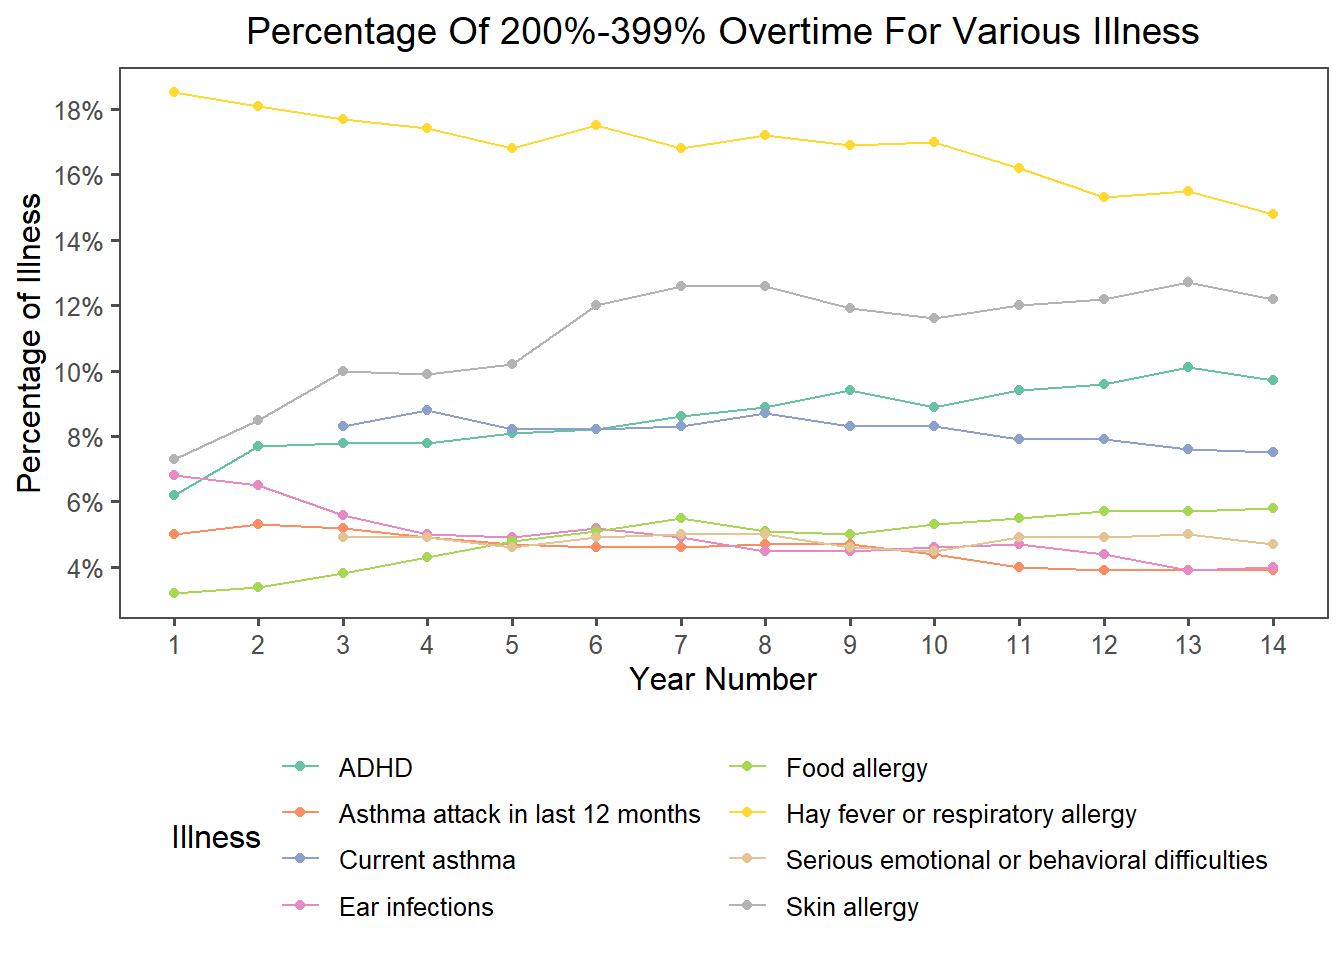 Percentage Of 200%-399% Overtime For Various Illness
Percentage of Illness
18%
16%
14%
12%
10%
8%
6%
4%
1 2 3 4 5 6 7 8 9 10 11 12 13 14
Year Number
Illness
ADHD
Asthma attack in last 12 months
Current asthma
Ear infections
Food allergy
Hay fever or respiratory allergy
Serious emotional or behavioral difficulties
Skin allergy